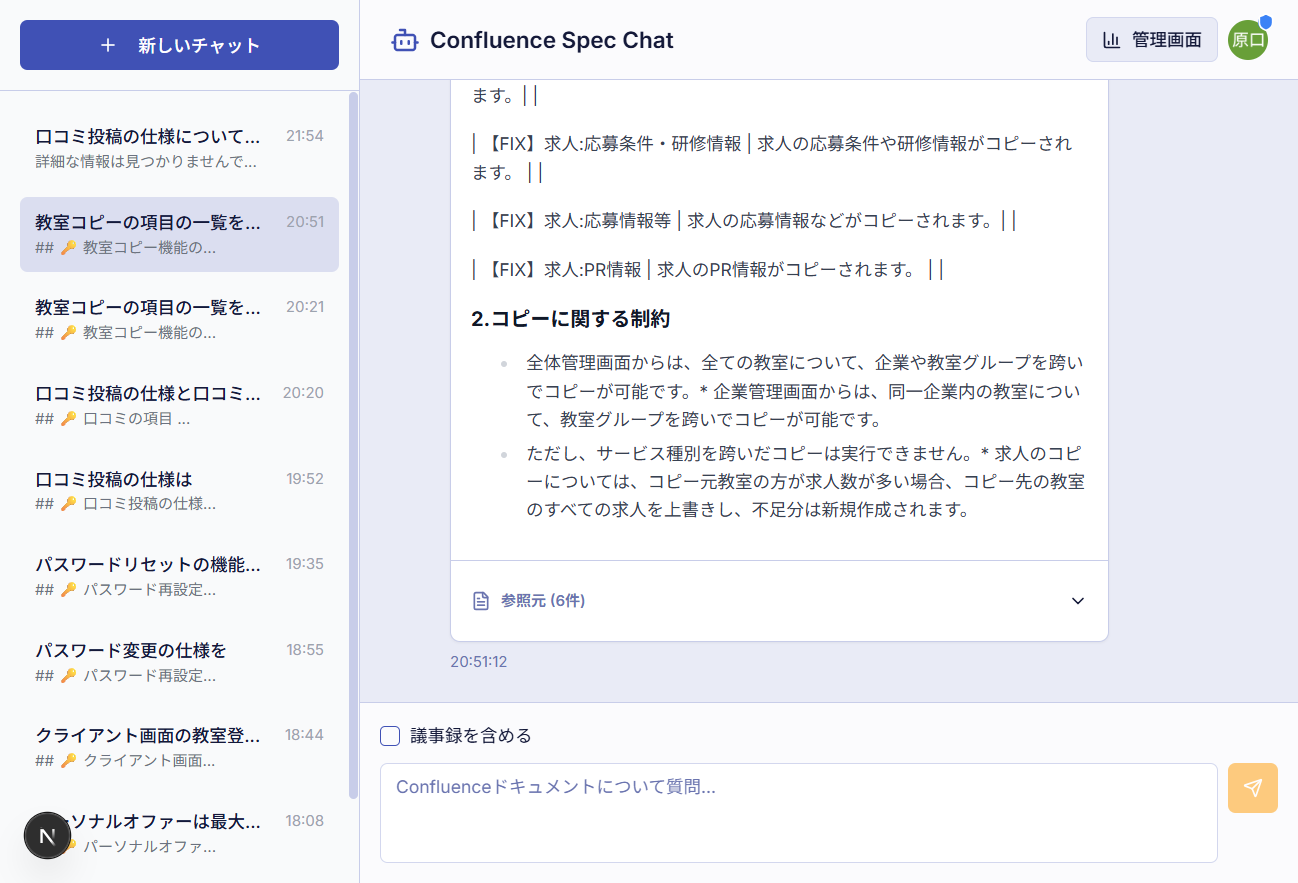 新しいチャット
口コミ投稿の仕様について... 21:54
詳細な情報は見つかりませんで...
教室コピーの項目の一覧を... 20:51
## 🔑 教室コピー機能の...
教室コピーの項目の一覧を... 20:21
## 🔑 教室コピー機能の...
口コミ投稿の仕様と口コミ... 20:20
## 🔑 口コミの項目 ...
口コミ投稿の仕様は 19:52
## 🔑 口コミ投稿の仕様...
パスワードリセットの機能... 19:35
## 🔑 パスワード再設定...
パスワード変更の仕様を 18:55
## 🔑 パスワード再設定...
クライアント画面の教室登... 18:44
## 🔑 クライアント画面...
ソナルオファーは最大... 18:08
パーソナルオファ...
N
Confluence Spec Chat
管理画面
原口
ます。| |
| 【FIX】求人:応募条件・研修情報 | 求人の応募条件や研修情報がコピーされ
ます。 | |
| 【FIX】求人:応募情報等 | 求人の応募情報などがコピーされます。| |
| 【FIX】求人:PR情報 | 求人のPR情報がコピーされます。 | |
2.コピーに関する制約
全体管理画面からは、全ての教室について、企業や教室グループを跨い
でコピーが可能です。* 企業管理画面からは、同一企業内の教室につい
て、教室グループを跨いでコピーが可能です。
ただし、サービス種別を跨いだコピーは実行できません。* 求人のコピ
ーについては、コピー元教室の方が求人数が多い場合、コピー先の教室
のすべての求人を上書きし、不足分は新規作成されます。
参照元 (6件)
20:51:12
議事録を含める
Confluenceドキュメントについて質問...